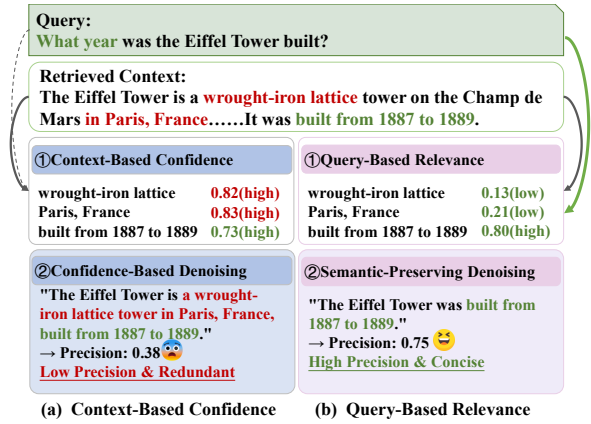 Query:
What year was the Eiffel Tower built?
Retrieved Context:
The Eiffel Tower is a wrought-iron lattice tower on the Champ de
Mars in Paris, France……It was built from 1887 to 1889.
①Context-Based Confidence
wrought-iron lattice 0.82(high)
Paris, France 0.83(high)
built from 1887 to 1889 0.73(high)
②Confidence-Based Denoising
"The Eiffel Tower is a wrought-
iron lattice tower in Paris, France,
built from 1887 to 1889."
→ Precision: 0.38
Low Precision & Redundant
(a) Context-Based Confidence
①Query-Based Relevance
wrought-iron lattice 0.13(low)
Paris, France 0.21(low)
built from 1887 to 1889 0.80(high)
②Semantic-Preserving Denoising
"The Eiffel Tower was built from
1887 to 1889."
→ Precision: 0.75
High Precision & Concise
(b) Query-Based Relevance